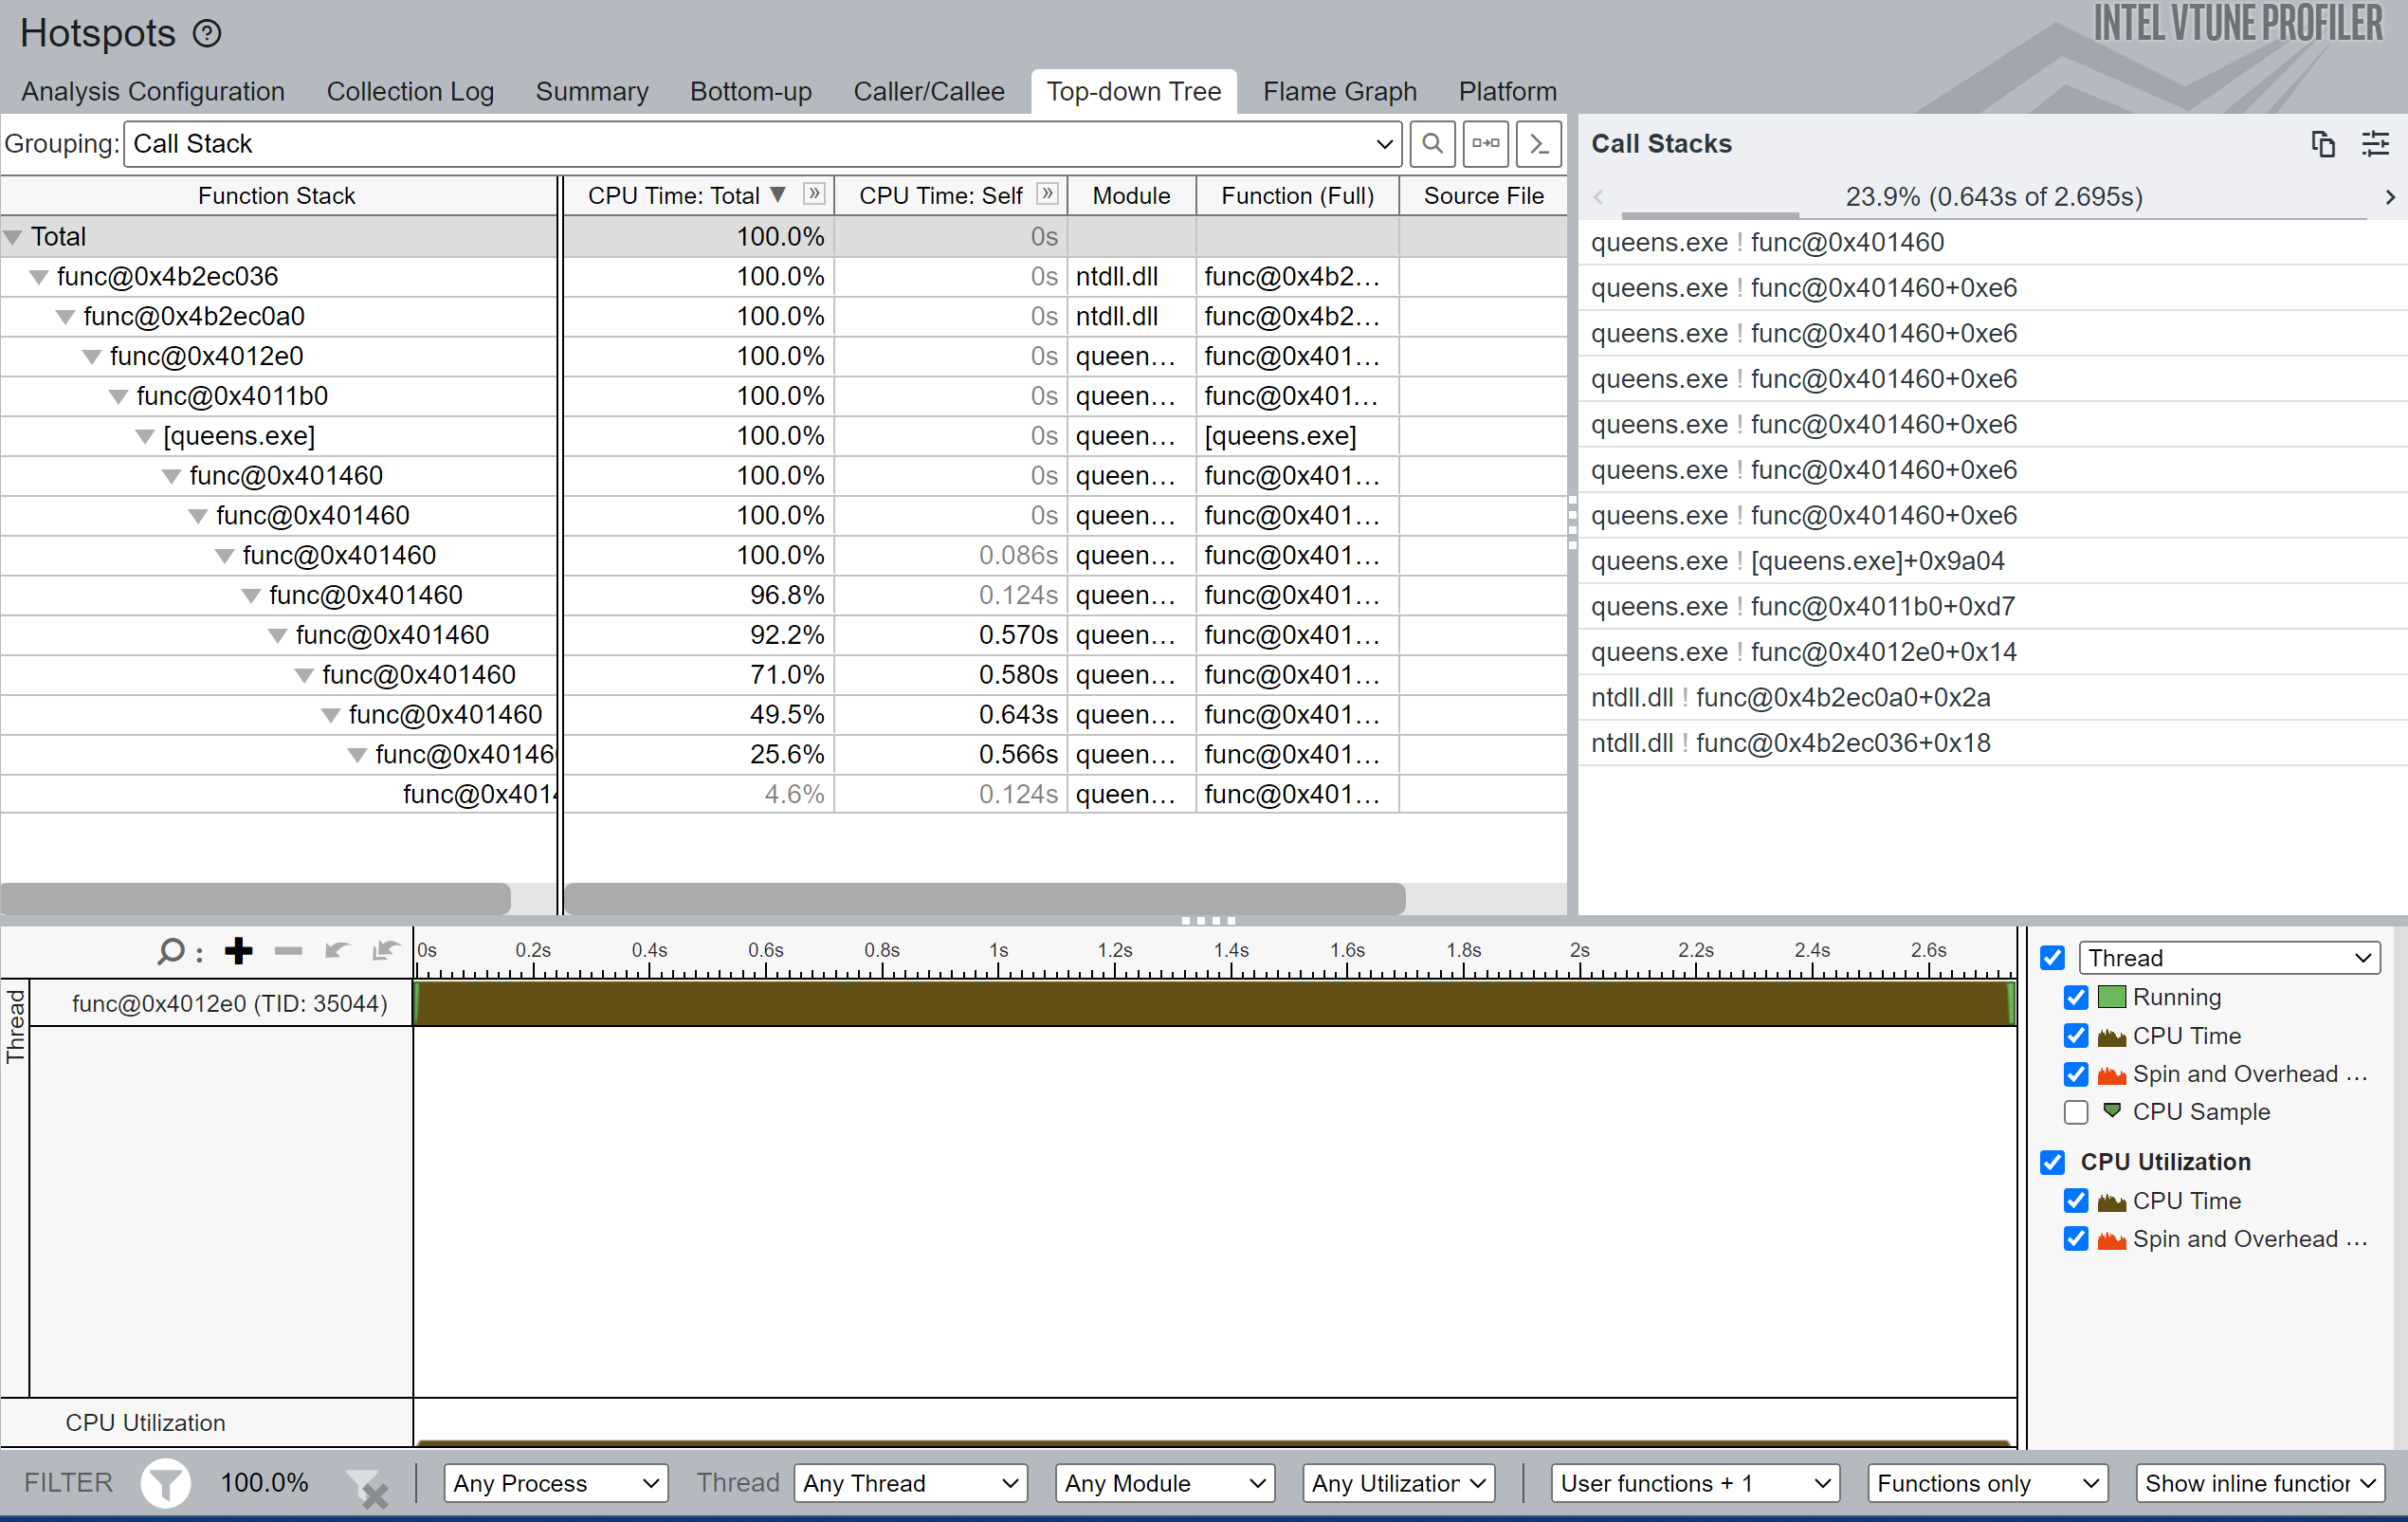 Hotspots ?
INTEL VTUNE PROFILER
Analysis Configuration Collection Log Summary Bottom-up Caller/Callee Top-down Tree Flame Graph Platform
Grouping: Call Stack
Function Stack CPU Time: Total CPU Time: Self Module Function (Full) Source File
Total 100.0% 0s
func@0x4b2ec036 100.0% 0s ntdll.dll func@0x4b2...
func@0x4b2ec0a0 100.0% 0s ntdll.dll func@0x4b2...
func@0x4012e0 100.0% 0s queen... func@0x401...
func@0x4011b0 100.0% 0s queen... func@0x401...
[queens.exe] 100.0% 0s queen... [queens.exe]
func@0x401460 100.0% 0s queen... func@0x401...
func@0x401460 100.0% 0s queen... func@0x401...
func@0x401460 100.0% 0.086s queen... func@0x401...
func@0x401460 96.8% 0.124s queen... func@0x401...
func@0x401460 92.2% 0.570s queen... func@0x401...
func@0x401460 71.0% 0.580s queen... func@0x401...
func@0x401460 49.5% 0.643s queen... func@0x401...
func@0x40146 25.6% 0.566s queen... func@0x401...
func@0x401 4.6% 0.124s queen... func@0x401...
Call Stacks
23.9% (0.643s of 2.695s)
queens.exe ! func@0x401460
queens.exe ! func@0x401460+0xe6
queens.exe ! func@0x401460+0xe6
queens.exe ! func@0x401460+0xe6
queens.exe ! func@0x401460+0xe6
queens.exe ! func@0x401460+0xe6
queens.exe ! func@0x401460+0xe6
queens.exe ! [queens.exe]+0x9a04
queens.exe ! func@0x4011b0+0xd7
queens.exe ! func@0x4012e0+0x14
ntdll.dll ! func@0x4b2ec0a0+0x2a
ntdll.dll ! func@0x4b2ec036+0x18
0s 0.2s 0.4s 0.6s 0.8s 1s 1.2s 1.4s 1.6s 1.8s 2s 2.2s 2.4s 2.6s
Thread
func@0x4012e0 (TID: 35044)
CPU Utilization
Thread
Running
CPU Time
Spin and Overhead ...
CPU Sample
CPU Utilization
CPU Time
Spin and Overhead ...
FILTER 100.0% Any Process Thread Any Thread Any Module Any Utilization User functions + 1 Functions only Show inline function